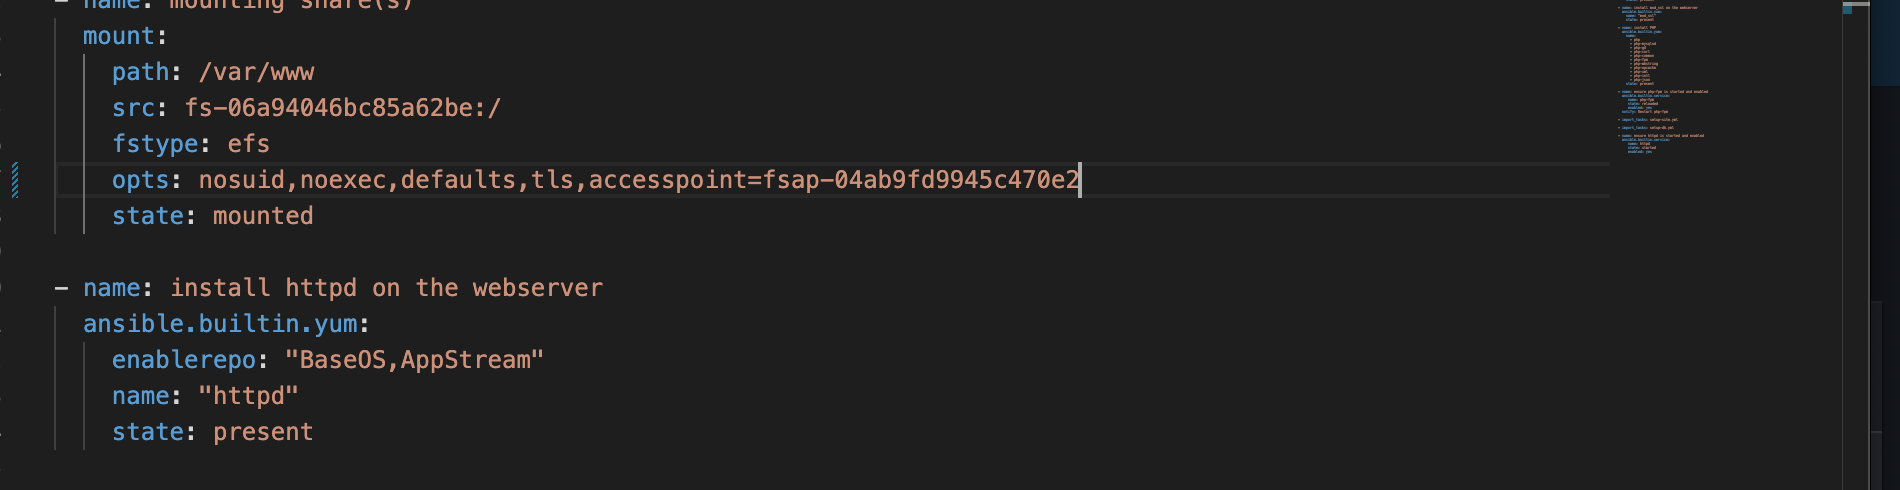 - name: mounting share(s)
mount:
path: /var/www
src: fs-06a94046bc85a62be:/
fstype: efs
opts: nosuid,noexec,defaults,tls,accesspoint=fsap-04ab9fd9945c470e2
state: mounted
- name: install httpd on the webserver
ansible.builtin.yum:
enablerepo: "BaseOS,AppStream"
name: "httpd"
state: present